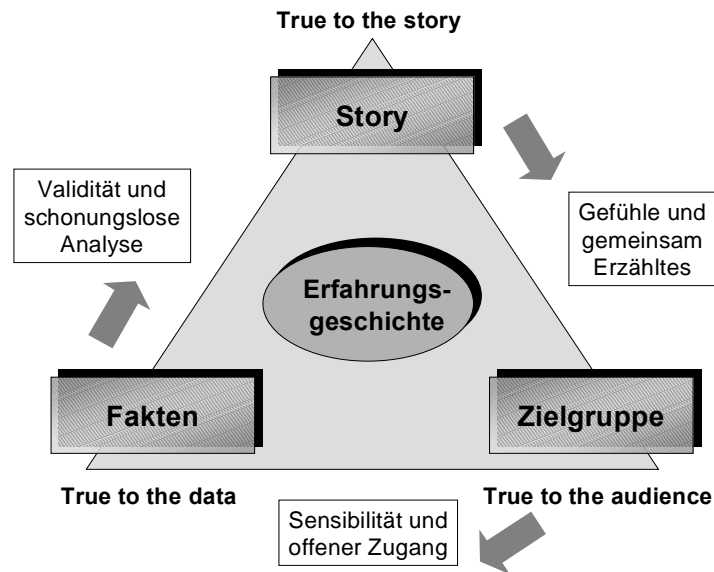 True to the story
Story
Validität und
schonungslose
Analyse
Gefühle und
gemeinsam
Erzähltes
Erfahrungs-
geschichte
Fakten
Zielgruppe
True to the data
True to the audience
Sensibilität und
offener Zugang